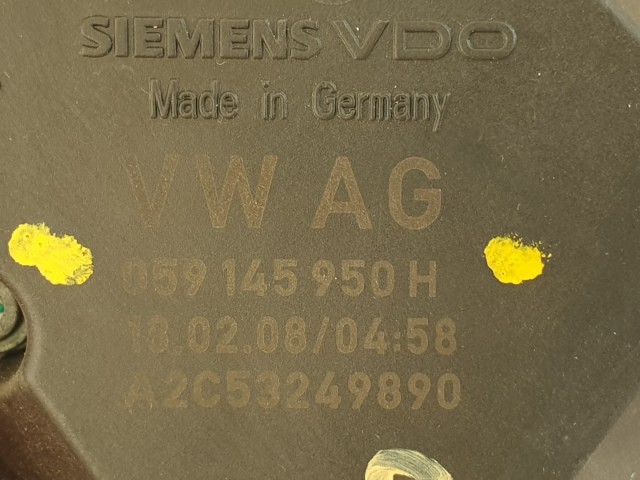 SIEMENS VDO
Made in Germany
VW AG
059 145 950 H
18.02.08/04:58
A2C53249890